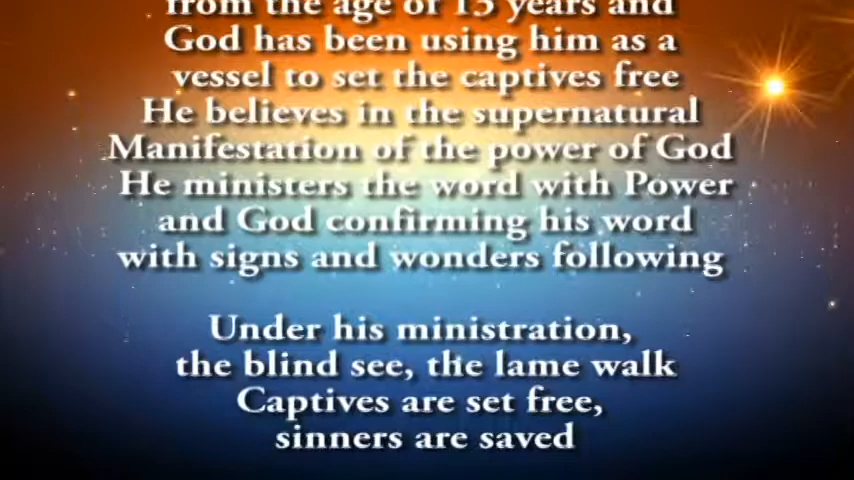 from the age of 15 years and
God has been using him as a
vessel to set the captives free
He believes in the supernatural
Manifestation of the power of God
He ministers the word with Power
and God confirming his word
with signs and wonders following
Under his ministration,
the blind see, the lame walk
Captives are set free,
sinners are saved